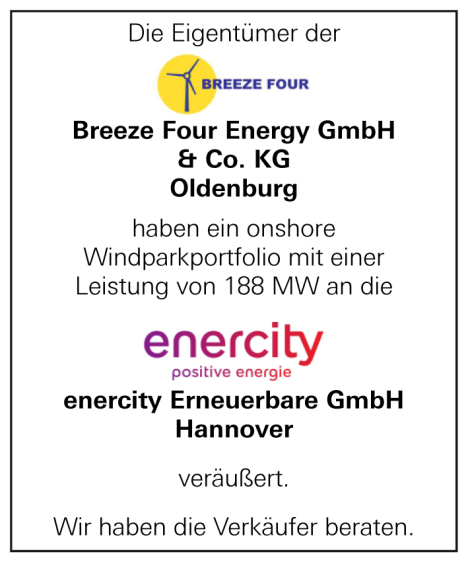 Die Eigentümer der
BREEZE FOUR
Breeze Four Energy GmbH
& Co. KG
Oldenburg
haben ein onshore
Windparkportfolio mit einer
Leistung von 188 MW an die
enercity
positive energie
enercity Erneuerbare GmbH
Hannover
veräußert.
Wir haben die Verkäufer beraten.